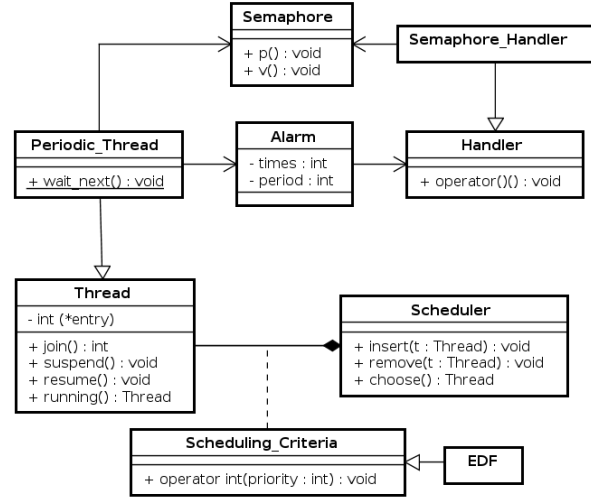 Semaphore
+ p() : void
+ v() : void
Semaphore_Handler
Periodic_Thread
+ wait_next() : void
Alarm
- times : int
- period : int
Handler
+ operator()() : void
Thread
- int (*entry)
+ join() : int
+ suspend() : void
+ resume() : void
+ running() : Thread
Scheduler
+ insert(t : Thread) : void
+ remove(t : Thread) : void
+ choose() : Thread
Scheduling_Criteria
+ operator int(priority : int) : void
EDF